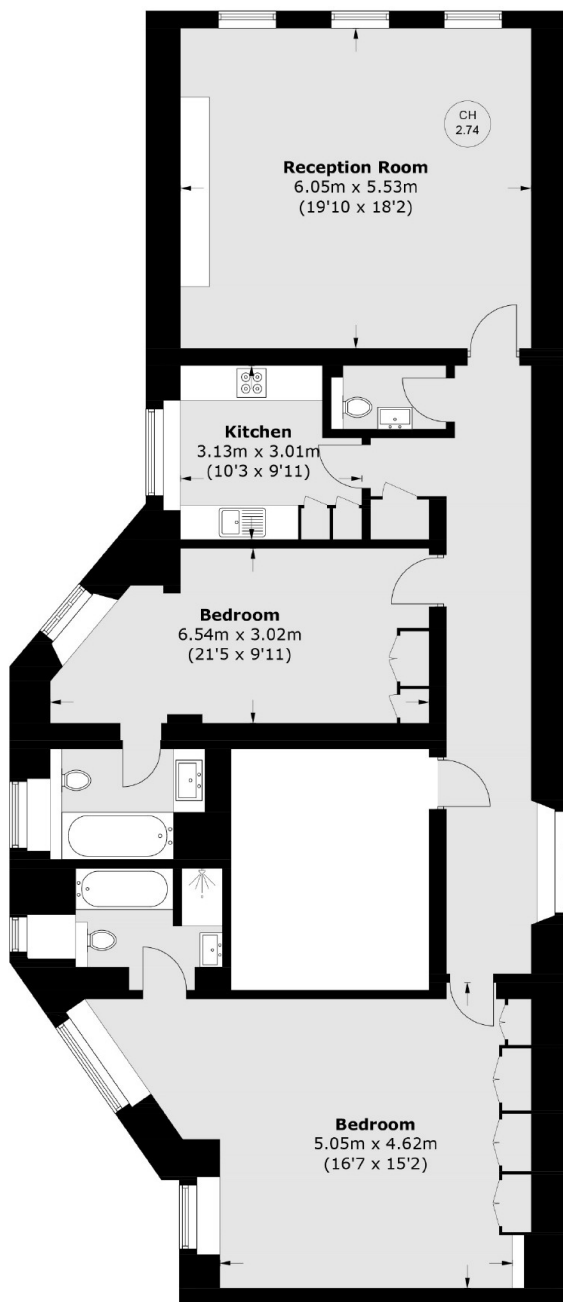 CH
2.74
Reception Room
6.05m x 5.53m
(19'10 x 18'2)
Kitchen
3.13m x 3.01m
(10'3 x 9'11)
Bedroom
6.54m x 3.02m
(21'5 x 9'11)
Bedroom
5.05m x 4.62m
(16'7 x 15'2)